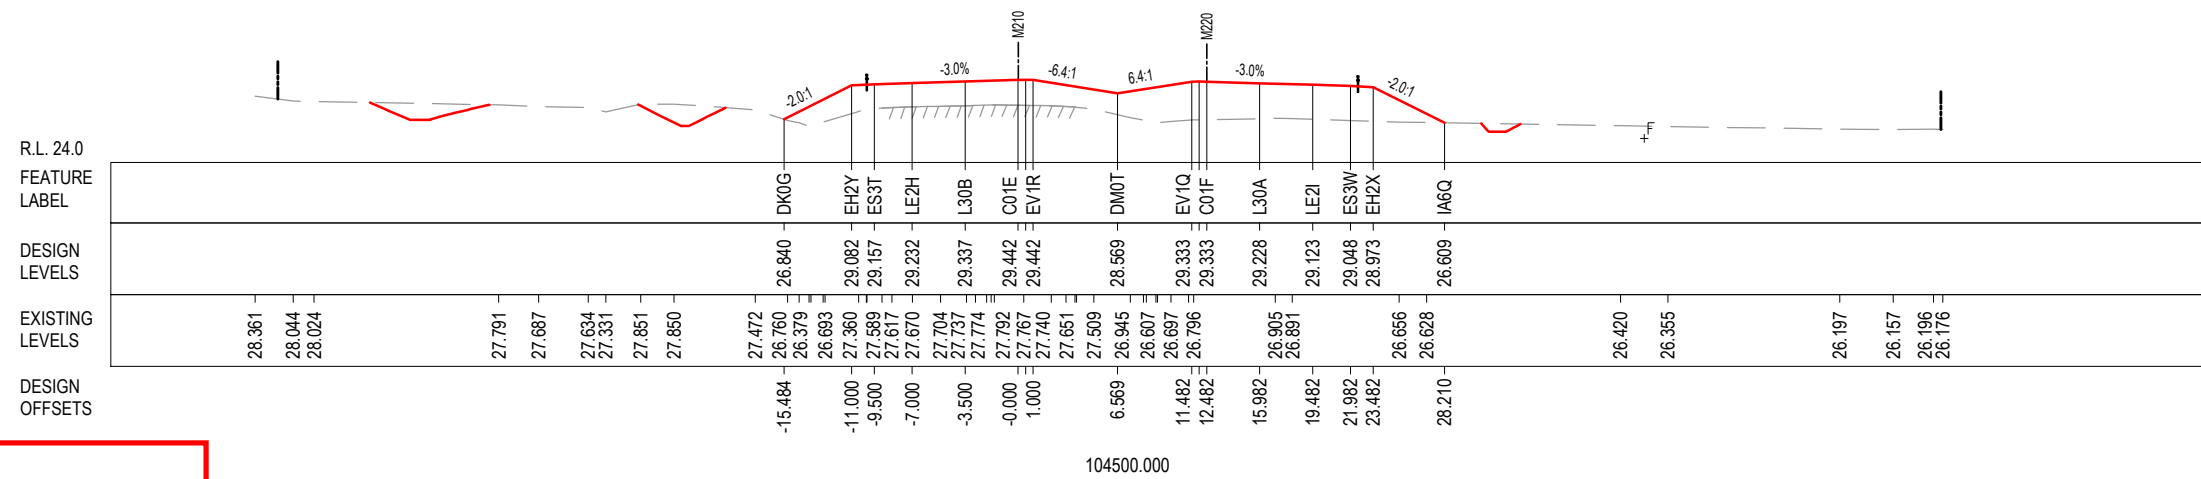 M210
M220
-2.0:1
-3.0%
-6.4:1
6.4:1
-3.0%
-2.0:1
F
R.L. 24.0
FEATURE
LABEL
DK0G EH2Y ES3T LE2H L30B C01E EV1R DM0T EV1Q C01F L30A LE2I ES3W EH2X IA6Q
DESIGN
LEVELS
26.840 29.082 29.157 29.232 29.337 29.442 29.442 28.569 29.333 29.333 29.228 29.123 29.048 28.973 26.609
EXISTING
LEVELS
28.361 28.044 28.024 27.791 27.687 27.634 27.331 27.851 27.850 27.472 26.760 26.379 26.693 27.360 27.589 27.617 27.670 27.704 27.737 27.774 27.792 27.767 27.740 27.651 27.509 26.945 26.607 26.697 26.796 26.905 26.891 26.656 26.628 26.420 26.355 26.197 26.157 26.196 26.176
DESIGN
OFFSETS
-15.484 -11.000 -9.500 -7.000 -3.500 -0.000 1.000 6.569 11.482 12.482 15.982 19.482 21.982 23.482 28.210
104500.000